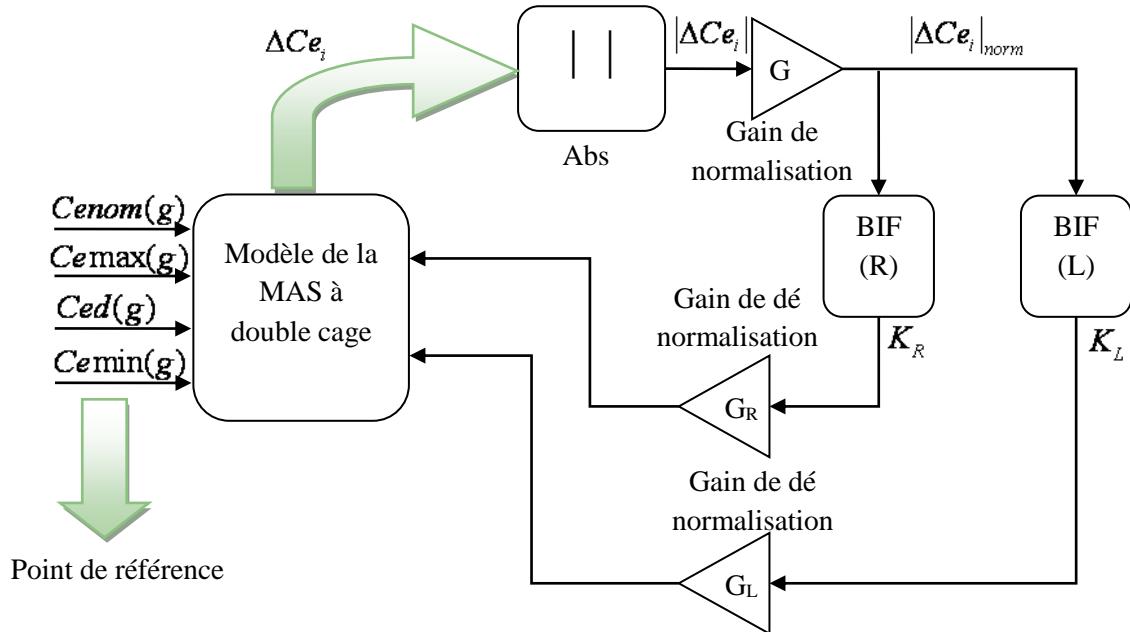 ΔCe_i
| |
Abs
|ΔCe_i|
G
Gain de
normalisation
|ΔCe_i|_norm
Cenom(g)
Cemax(g)
Ced(g)
Cemin(g)
Modèle de la
MAS à
double cage
BIF
(R)
BIF
(L)
K_R
K_L
Gain de dé
normalisation
G_R
Gain de dé
normalisation
G_L
Point de référence